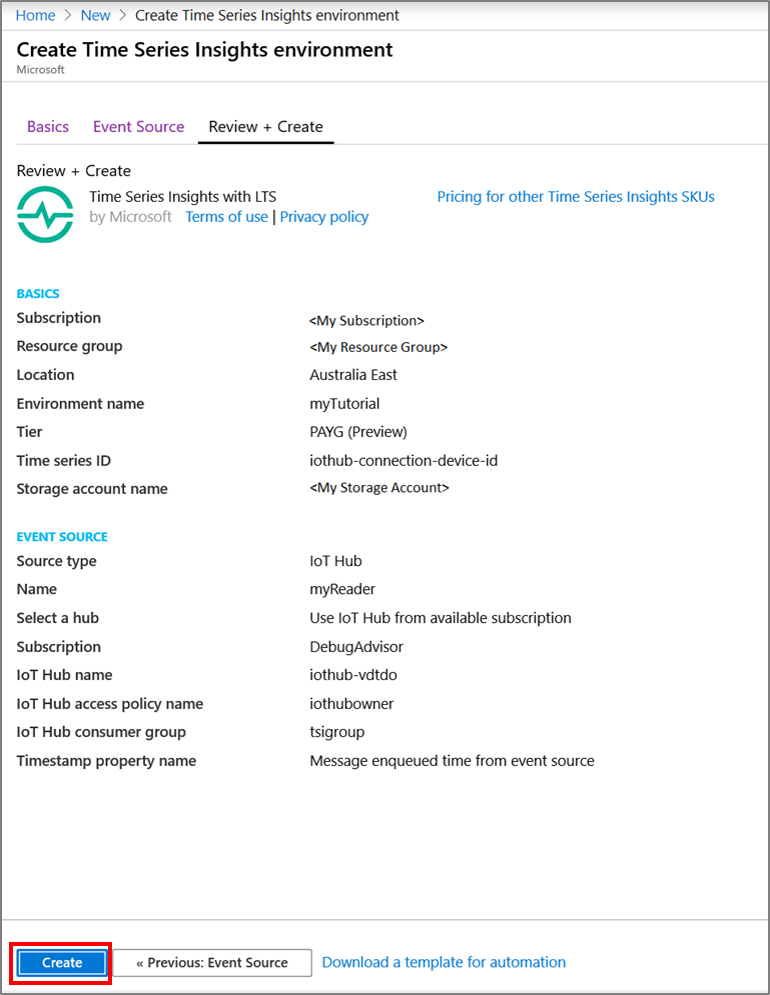 Home > New > Create Time Series Insights environment
Create Time Series Insights environment
Microsoft
Basics Event Source Review + Create
Review + Create
Time Series Insights with LTS Pricing for other Time Series Insights SKUs
by Microsoft Terms of use | Privacy policy
BASICS
Subscription <My Subscription>
Resource group <My Resource Group>
Location Australia East
Environment name myTutorial
Tier PAYG (Preview)
Time series ID iothub-connection-device-id
Storage account name <My Storage Account>
EVENT SOURCE
Source type IoT Hub
Name myReader
Select a hub Use IoT Hub from available subscription
Subscription DebugAdvisor
IoT Hub name iothub-vdtdo
IoT Hub access policy name iothubowner
IoT Hub consumer group tsigroup
Timestamp property name Message enqueued time from event source
Create « Previous: Event Source Download a template for automation